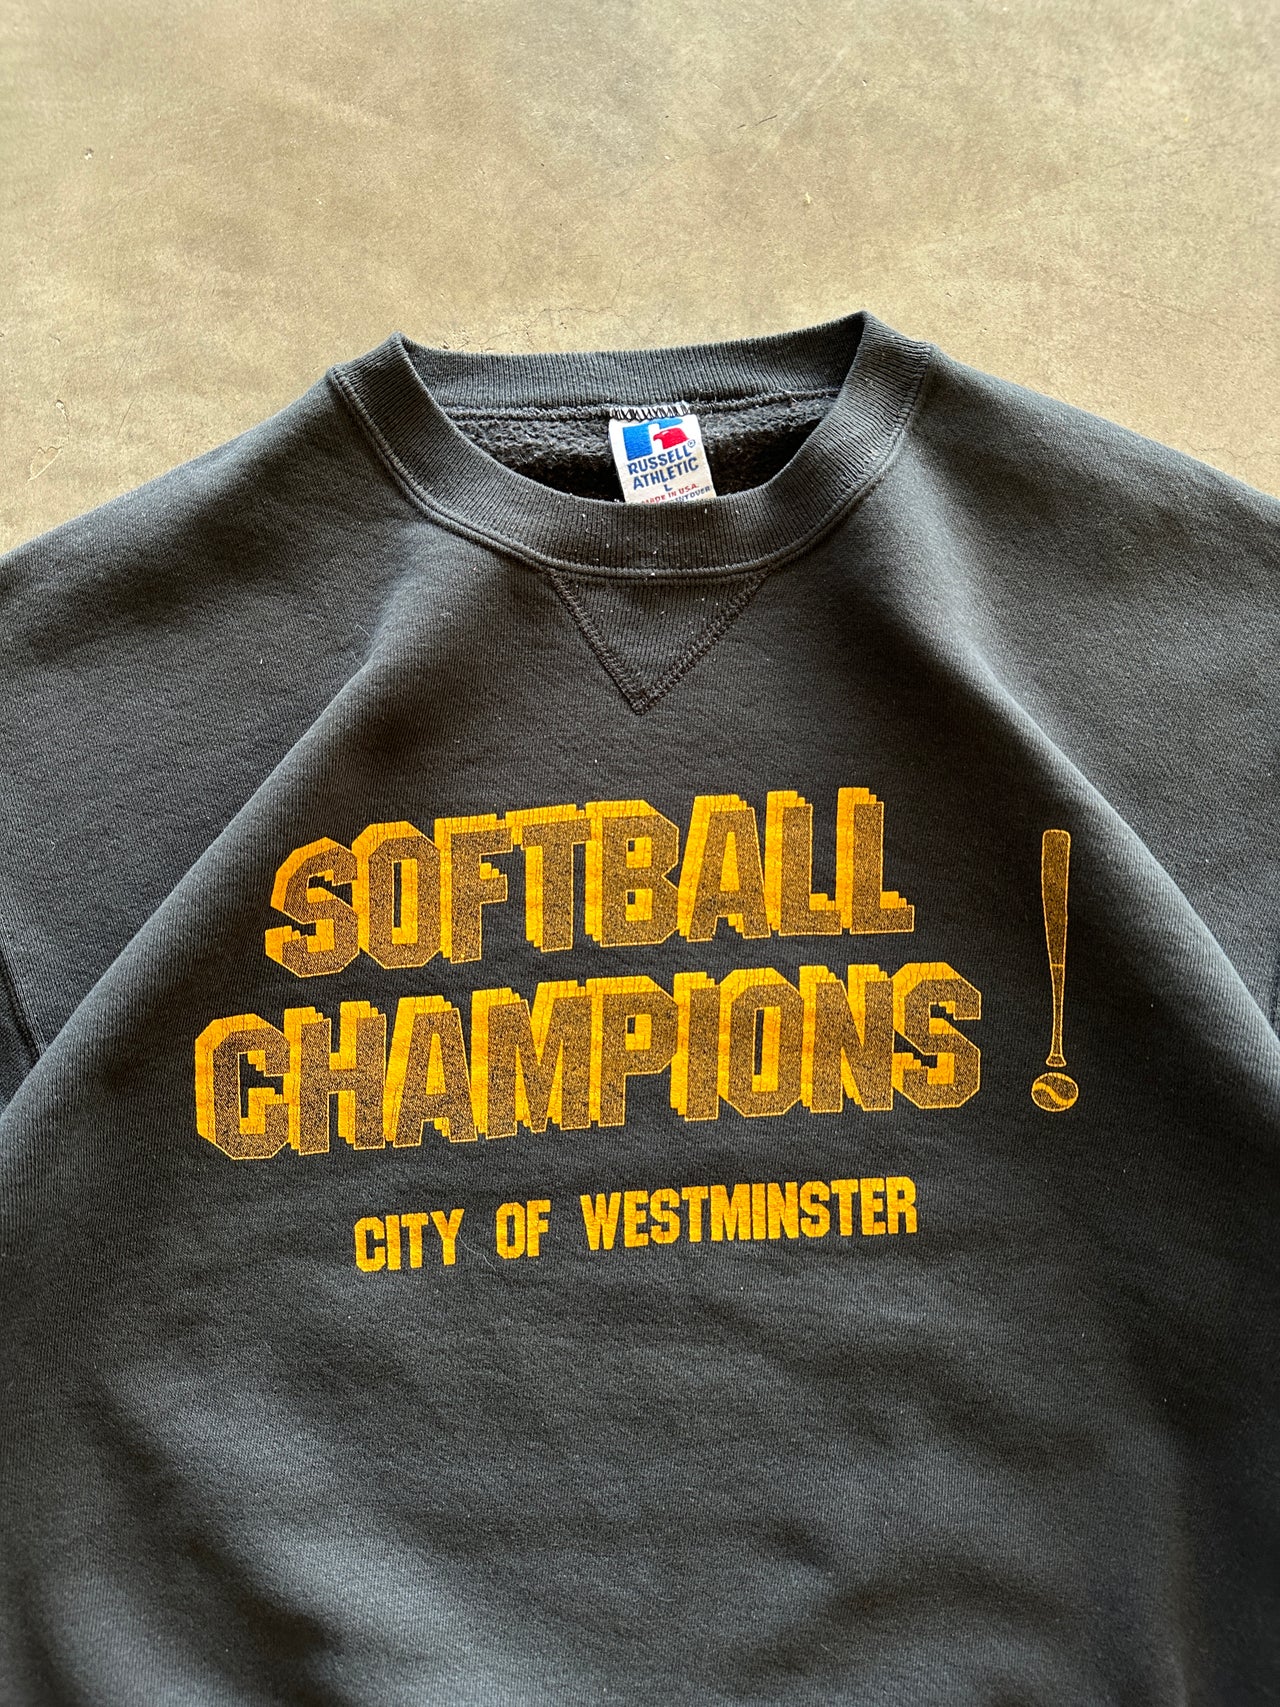 RUSSELL®
ATHLETIC
L
MADE IN U.S.A.
SOFTBALL
CHAMPIONS!
CITY OF WESTMINSTER